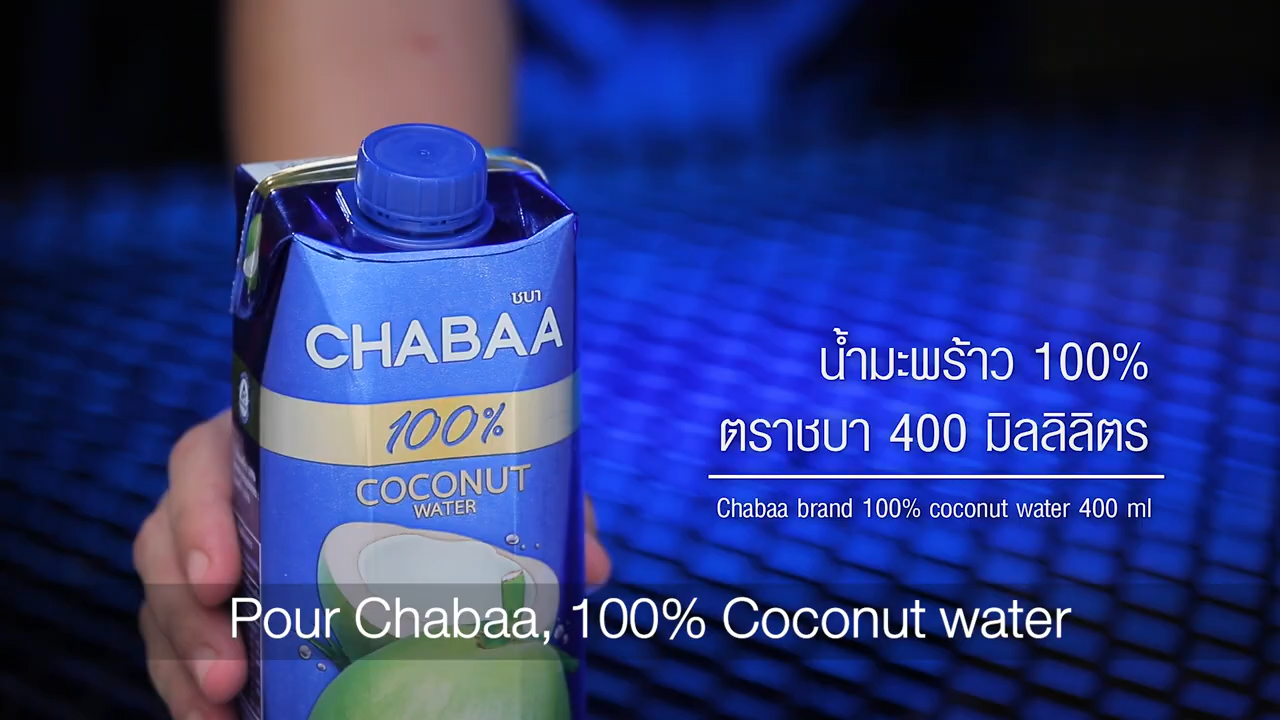 ชบา
CHABAA
100%
COCONUT
WATER
น้ำมะพร้าว 100%
ตราชบา 400 มิลลิลิตร
Chabaa brand 100% coconut water 400 ml
Pour Chabaa, 100% Coconut water